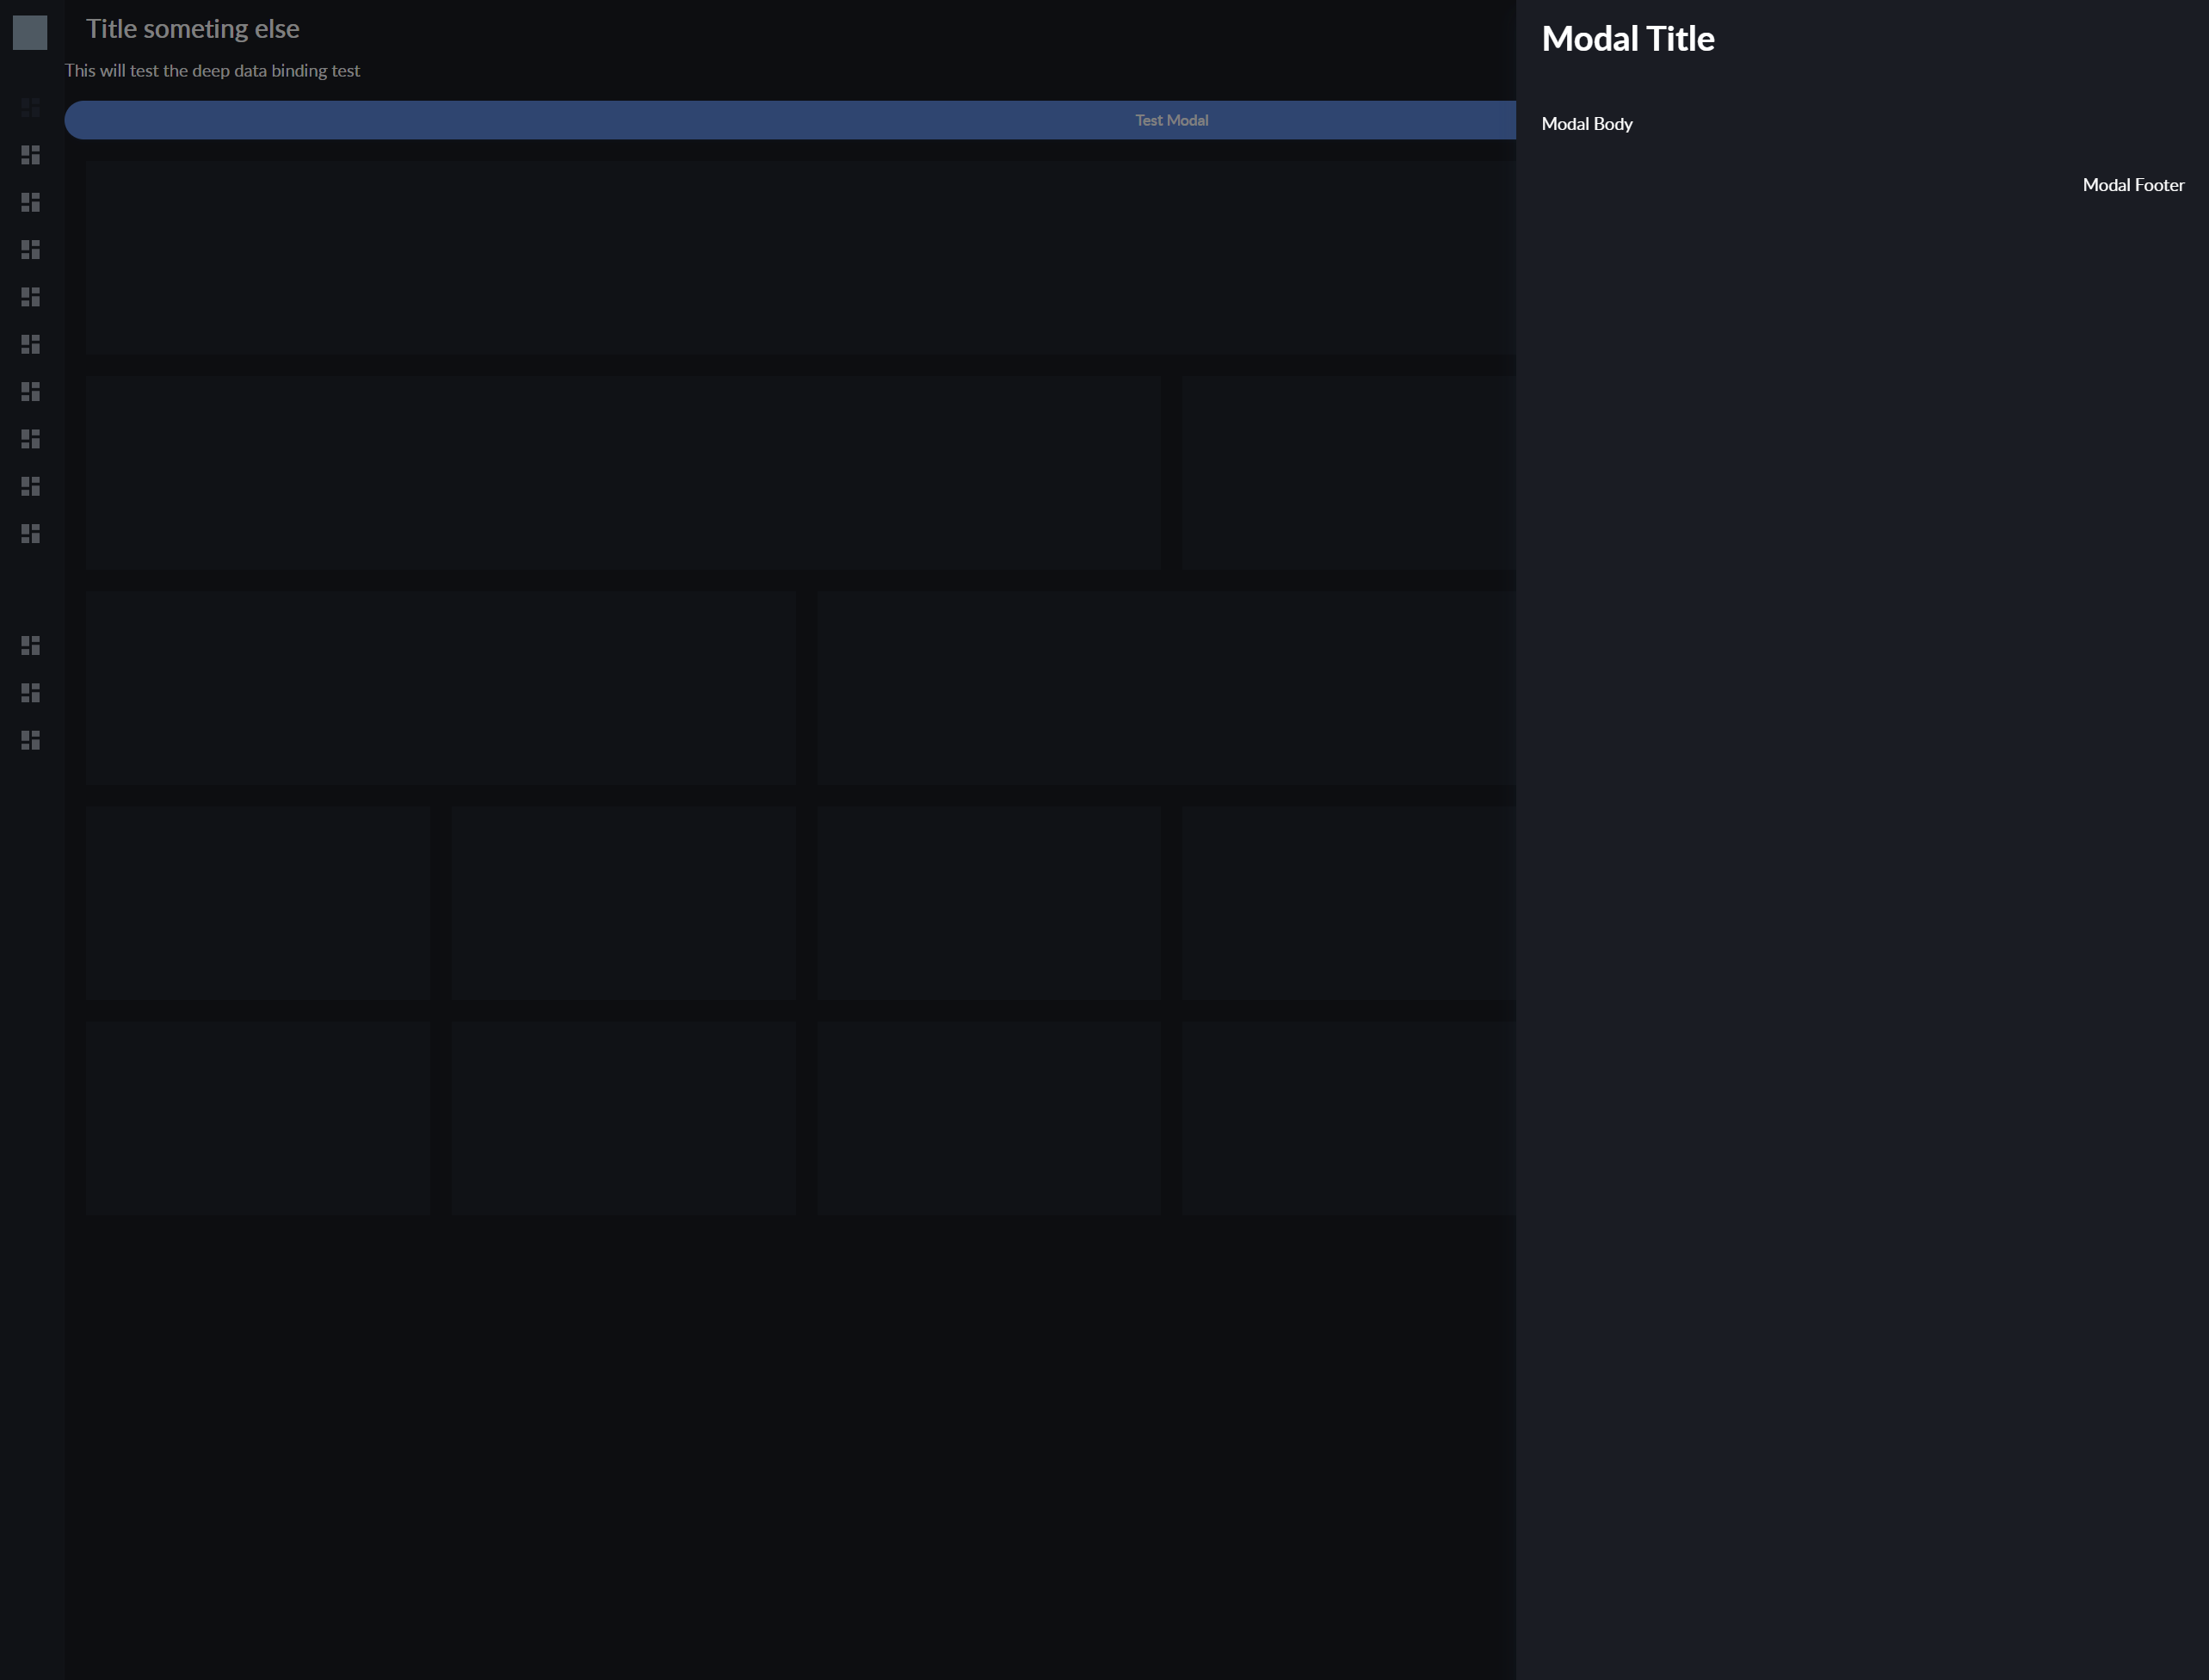 Title someting else
This will test the deep data binding test
Test Modal
Modal Title
Modal Body
Modal Footer